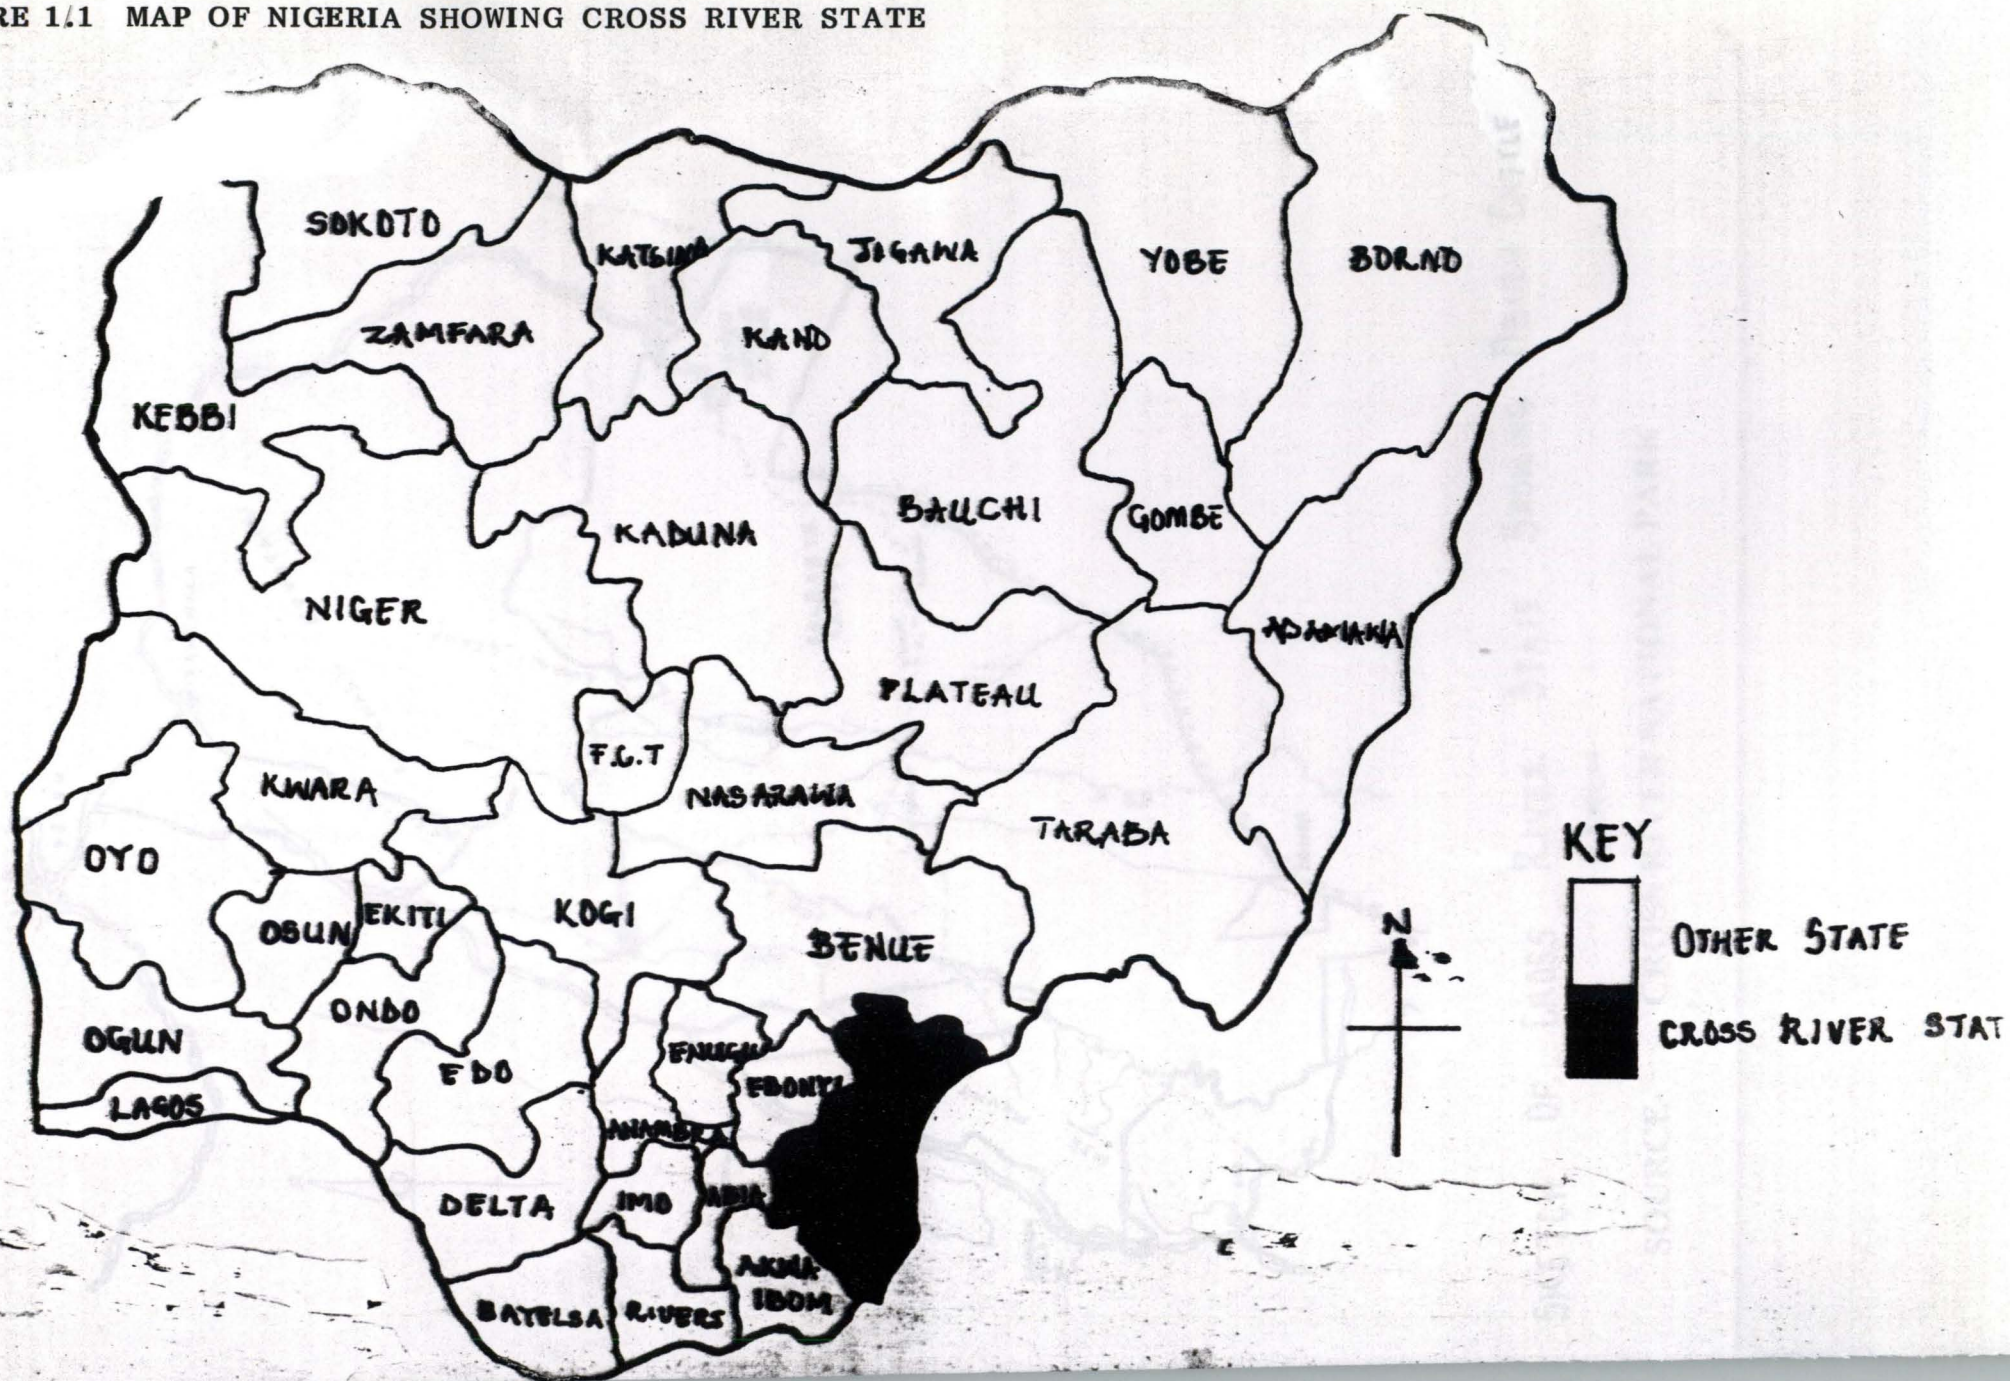 RE 1.1 MAP OF NIGERIA SHOWING CROSS RIVER STATE
SOKOTO
KATSINA
JIGAWA
YOBE
BORNO
ZAMFARA
KANO
KEBBI
BAUCHI
GOMBE
KADUNA
NIGER
ADAMAWA
PLATEAU
F.C.T
KWARA
NASARAWA
TARABA
OYO
KEY
OSUN
EKITI
KOGI
BENUE
N
OTHER STATE
ONDO
OGUN
CROSS RIVER STAT
ENUGU
EDO
EBONYI
LAGOS
ANAMBRA
DELTA
IMO
ABIA
AKWA
IBOM
BAYELSA
RIVERS